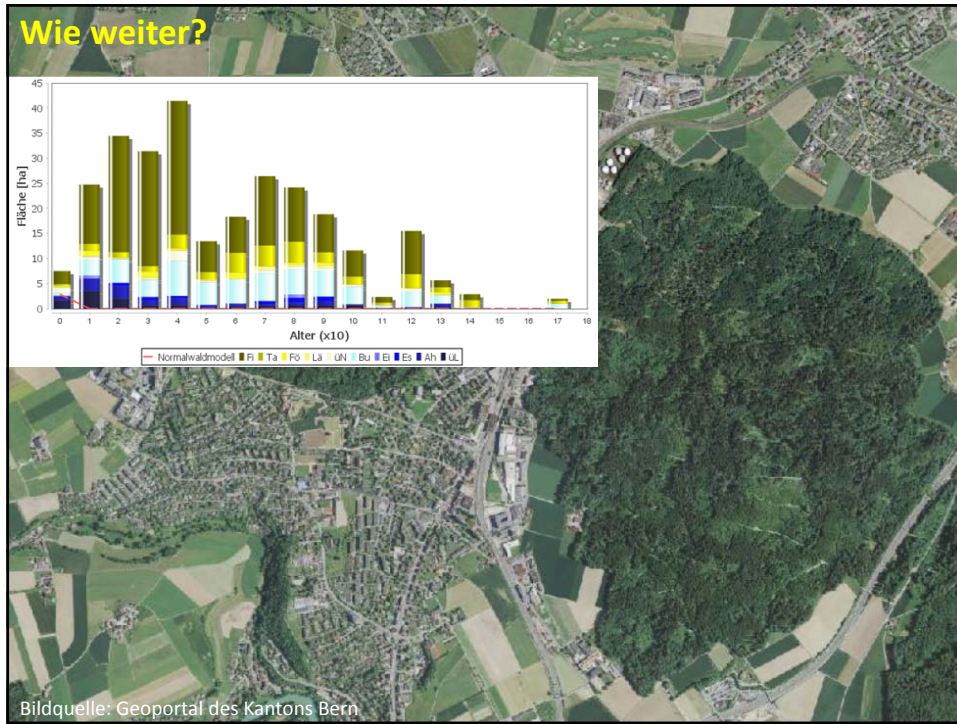 Wie weiter?
45
40
35
30
25
20
15
10
5
0
Fläche [ha]
0 1 2 3 4 5 6 7 8 9 10 11 12 13 14 15 16 17 18
Alter (x10)
Normalwaldmodell Fi Ta Fö Lä üN Bu Ei Es Ah üL
Bildquelle: Geoportal des Kantons Bern